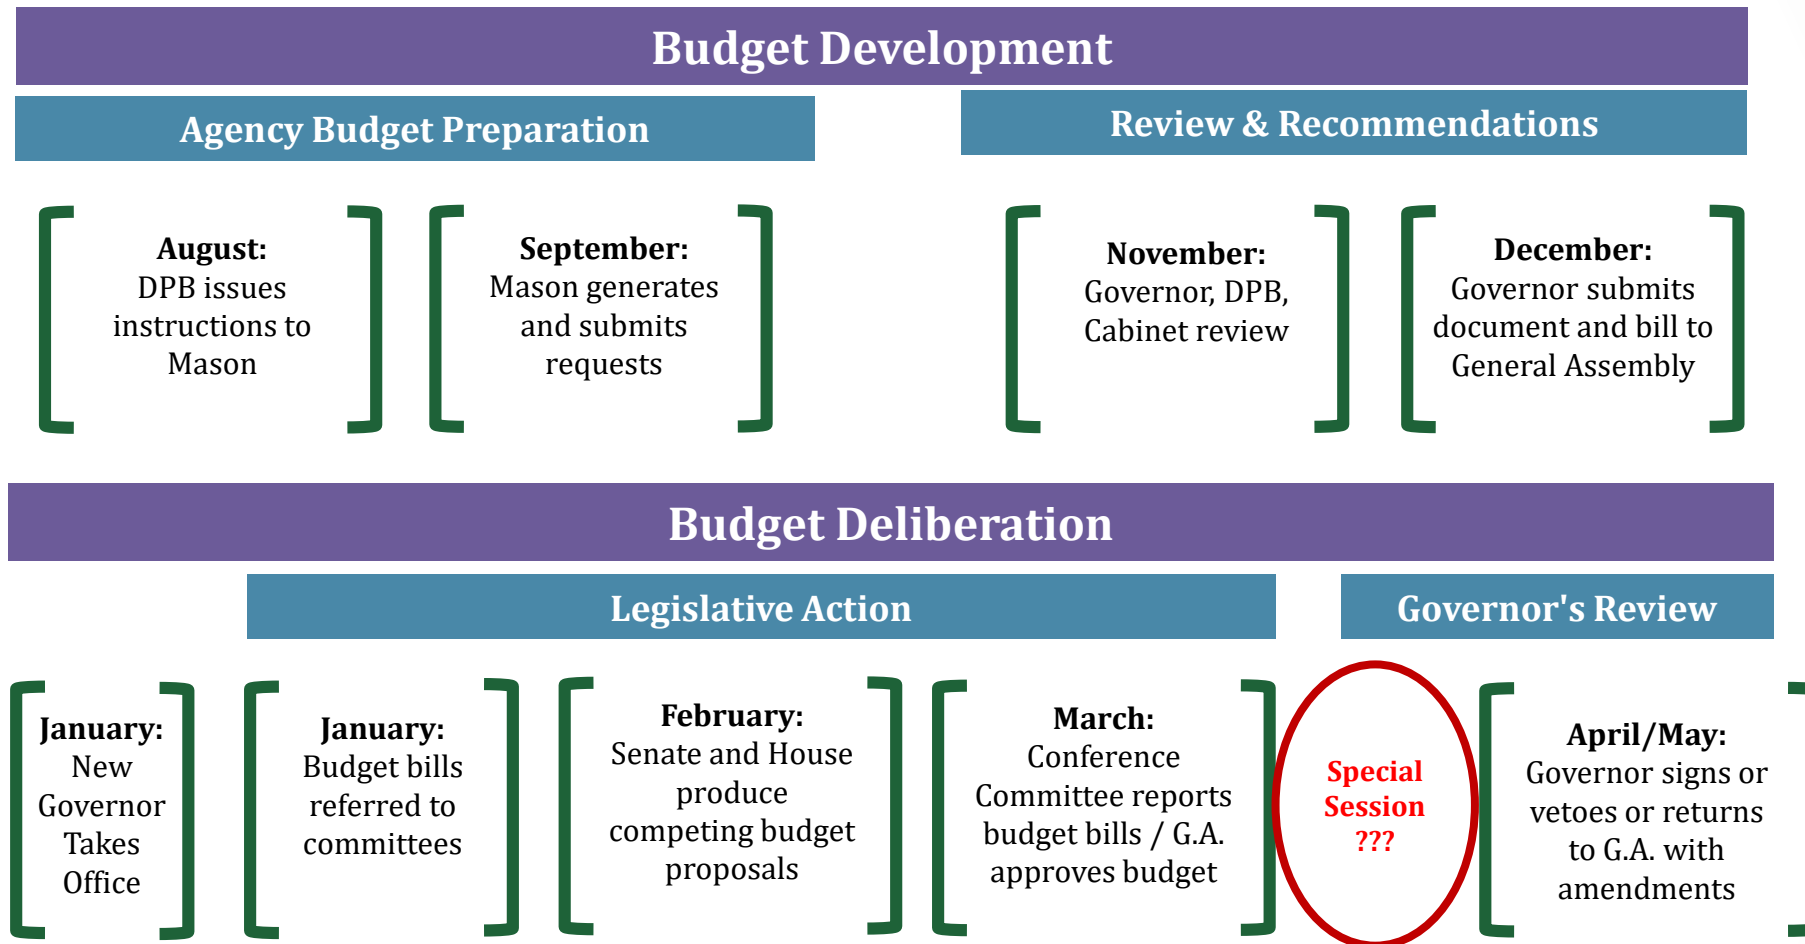 Budget Development
Agency Budget Preparation
Review & Recommendations
August:
DPB issues
instructions to
Mason
September:
Mason generates
and submits
requests
November:
Governor, DPB,
Cabinet review
December:
Governor submits
document and bill to
General Assembly
Budget Deliberation
Legislative Action
Governor's Review
January:
New
Governor
Takes
Office
January:
Budget bills
referred to
committees
February:
Senate and House
produce
competing budget
proposals
March:
Conference
Committee reports
budget bills / G.A.
approves budget
Special
Session
???
April/May:
Governor signs or
vetoes or returns
to G.A. with
amendments